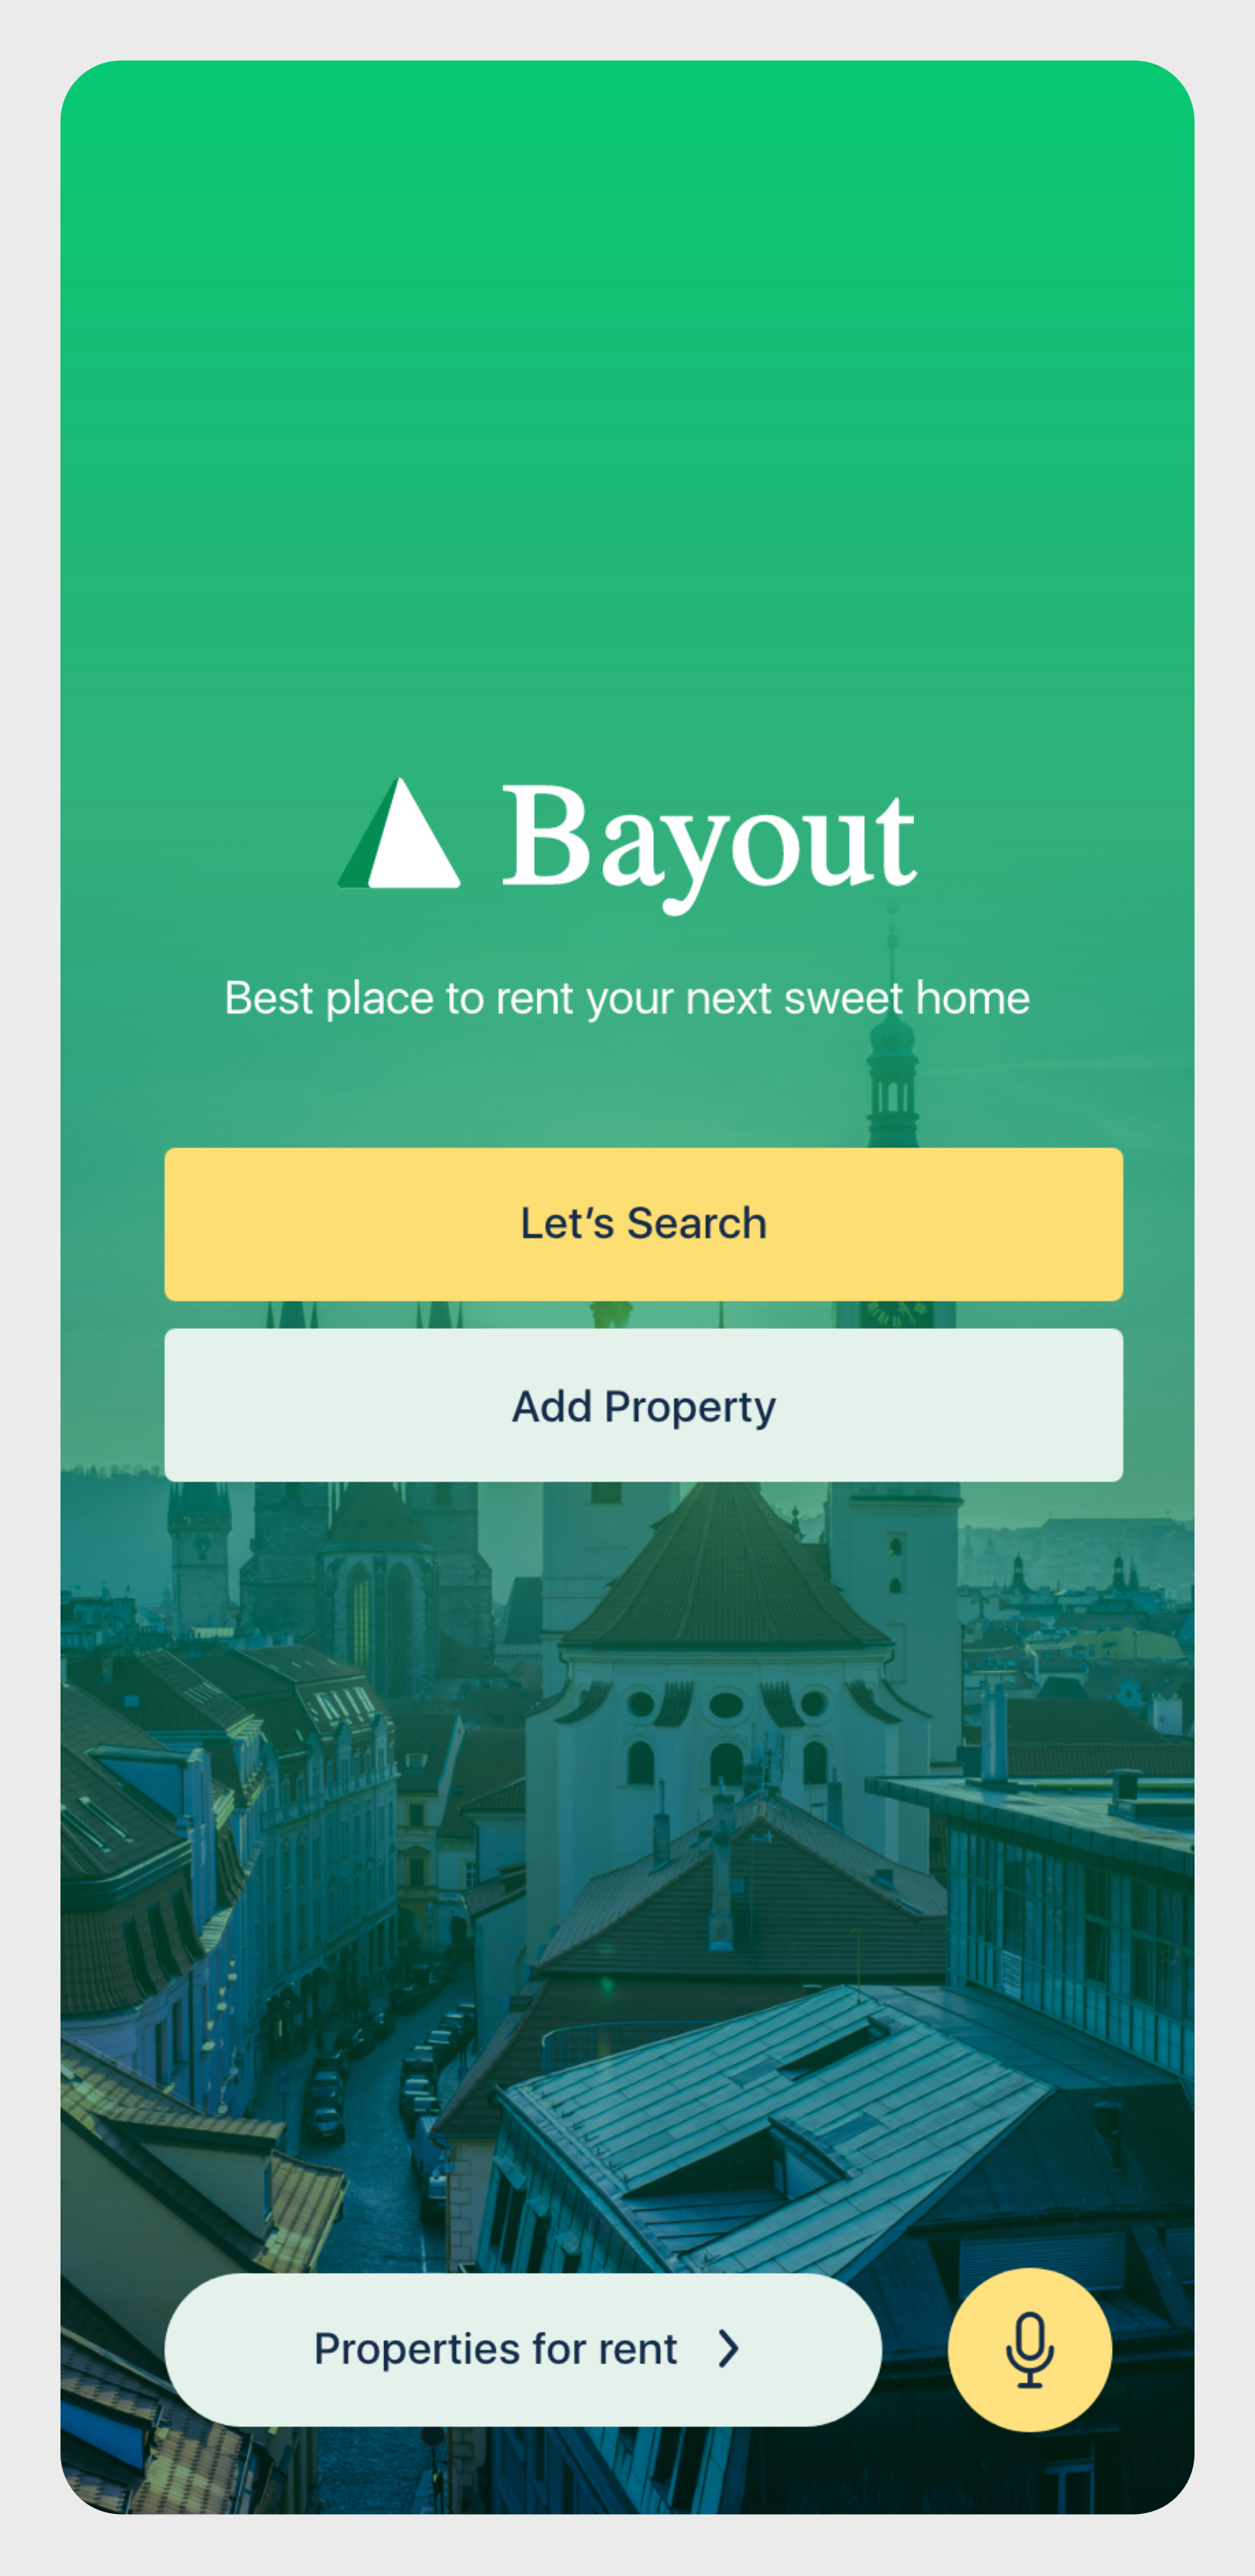 Bayout
Best place to rent your next sweet home
Let’s Search
Add Property
Properties for rent